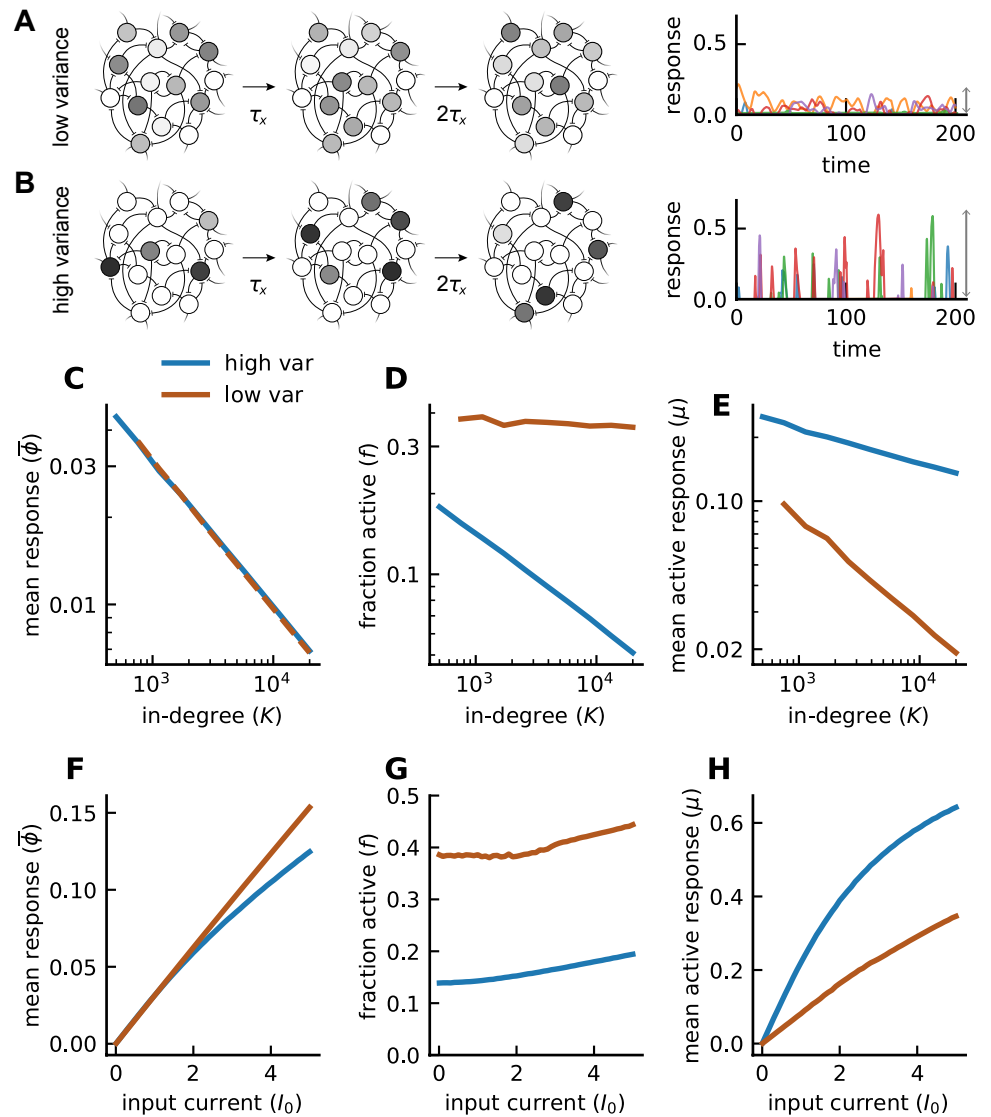 A
low variance
τx
2τx
response
0.5
0.0
0
100
200
time
B
high variance
τx
2τx
response
0.5
0.0
0
100
200
time
high var
low var
C
mean response (ϕ̅)
0.03
0.01
10³
10⁴
in-degree (K)
D
fraction active (f)
0.3
0.1
10³
10⁴
in-degree (K)
E
mean active response (μ)
0.10
0.02
10³
10⁴
in-degree (K)
F
mean response (ϕ̅)
0.15
0.10
0.05
0.00
0
2
4
input current (I₀)
G
fraction active (f)
0.5
0.4
0.3
0.2
0.1
0.0
0
2
4
input current (I₀)
H
mean active response (μ)
0.6
0.4
0.2
0.0
0
2
4
input current (I₀)